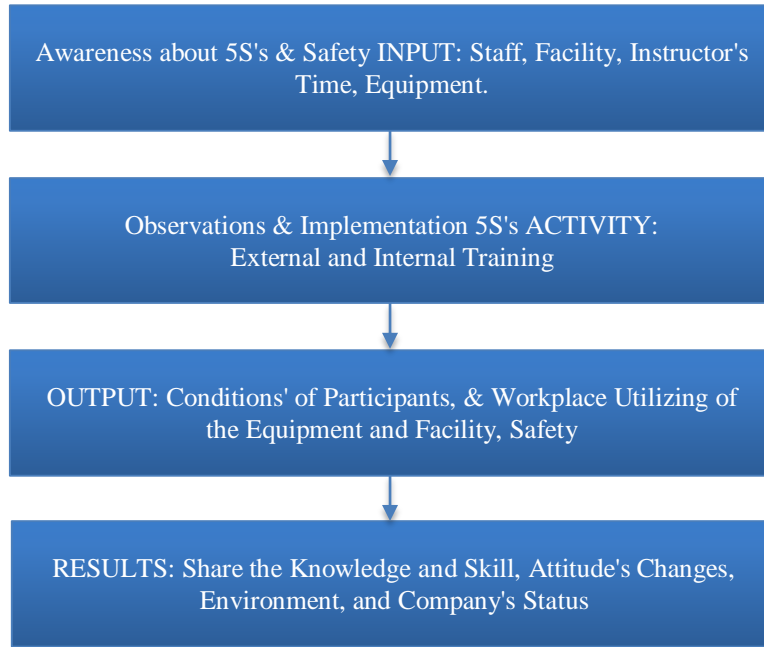 Awareness about 5S's & Safety INPUT: Staff, Facility, Instructor's
Time, Equipment.
Observations & Implementation 5S's ACTIVITY:
External and Internal Training
OUTPUT: Conditions' of Participants, & Workplace Utilizing of
the Equipment and Facility, Safety
RESULTS: Share the Knowledge and Skill, Attitude's Changes,
Environment, and Company's Status